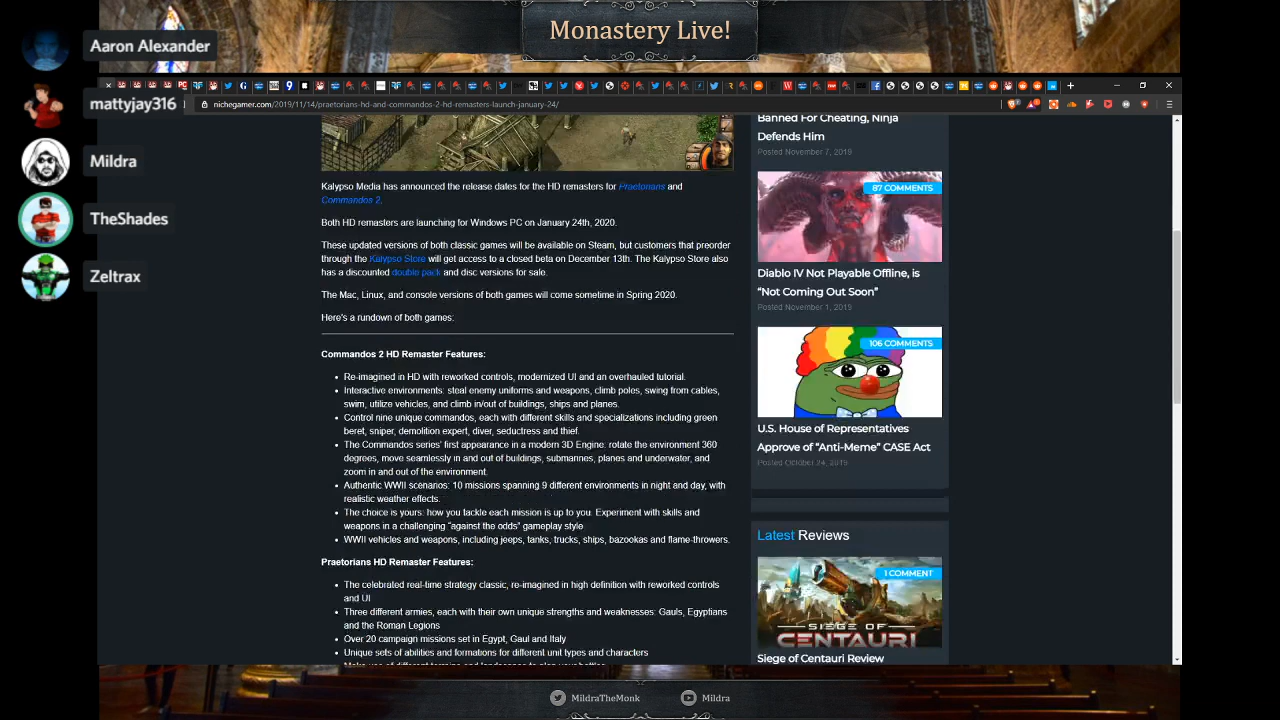 Monastery Live!
Aaron Alexander
mattyjay316
Mildra
TheShades
Zeltrax
nichegamer.com/2019/11/14/praetorians-hd-and-commandos-2-hd-remasters-launch-january-24/
Kalypso Media has announced the release dates for the HD remasters for Praetorians and
Commandos 2.
Both HD remasters are launching for Windows PC on January 24th, 2020.
These updated versions of both classic games will be available on Steam, but customers that preorder
through the Kalypso Store will get access to a closed beta on December 13th. The Kalypso Store also
has a discounted double pack and disc versions for sale.
The Mac, Linux, and console versions of both games will come sometime in Spring 2020.
Here's a rundown of both games:
Commandos 2 HD Remaster Features:
Re-imagined in HD with reworked controls, modernized UI and an overhauled tutorial.
Interactive environments: steal enemy uniforms and weapons, climb poles, swing from cables,
swim, utilize vehicles, and climb in/out of buildings, ships and planes.
Control nine unique commandos, each with different skills and specializations including green
beret, sniper, demolition expert, diver, seductress and thief.
The Commandos series' first appearance in a modern 3D Engine: rotate the environment 360
degrees, move seamlessly in and out of buildings, submarines, planes and underwater, and
zoom in and out of the environment.
Authentic WWII scenarios: 10 missions spanning 9 different environments in night and day, with
realistic weather effects.
The choice is yours: how you tackle each mission is up to you. Experiment with skills and
weapons in a challenging "against the odds" gameplay style
WWII vehicles and weapons, including jeeps, tanks, trucks, ships, bazookas and flame-throwers.
Praetorians HD Remaster Features:
The celebrated real-time strategy classic, re-imagined in high definition with reworked controls
and UI
Three different armies, each with their own unique strengths and weaknesses: Gauls, Egyptians
and the Roman Legions
Over 20 campaign missions set in Egypt, Gaul and Italy
Unique sets of abilities and formations for different unit types and characters
Banned For Cheating, Ninja
Defends Him
Posted November 7, 2019
87 COMMENTS
Diablo IV Not Playable Offline, is
"Not Coming Out Soon"
Posted November 1, 2019
106 COMMENTS
U.S. House of Representatives
Approve of "Anti-Meme" CASE Act
Posted October 24, 2019
Latest Reviews
1 COMMENT
SIEGE OF
CENTAURI
Siege of Centauri Review
MildraTheMonk
Mildra